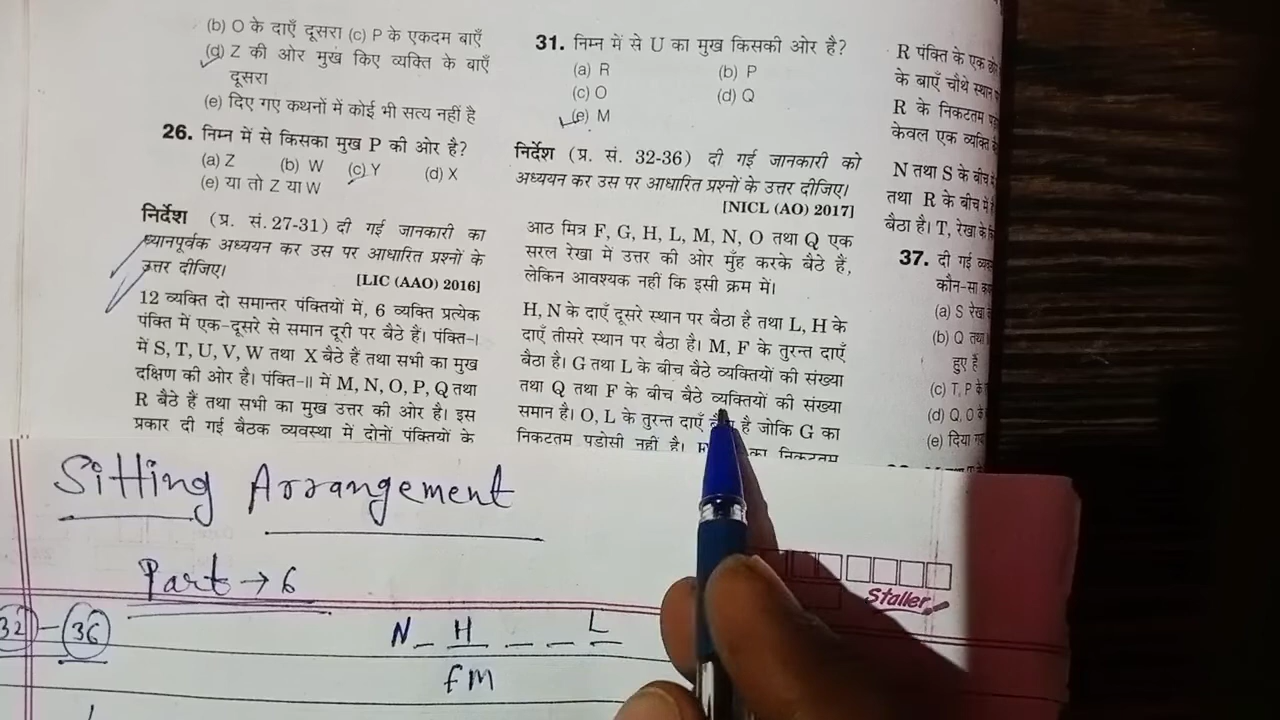 (b) O के दाएँ दूसरा (c) P के एकदम बाएँ
(d) Z की ओर मुख किए व्यक्ति के बाएँ
दूसरा
(e) दिए गए कथनों में कोई भी सत्य नहीं है
26. निम्न में से किसका मुख P की ओर है?
(a) Z (b) W (c) Y (d) X
(e) या तो Z या W
निर्देश (प्र. सं. 27-31) दी गई जानकारी का
ध्यानपूर्वक अध्ययन कर उस पर आधारित प्रश्नों के
उत्तर दीजिए।
[LIC (AAO) 2016]
12 व्यक्ति दो समान्तर पंक्तियों में, 6 व्यक्ति प्रत्येक
पंक्ति में एक-दूसरे से समान दूरी पर बैठे हैं। पंक्ति-I
में S, T, U, V, W तथा X बैठे हैं तथा सभी का मुख
दक्षिण की ओर है। पंक्ति-II में M, N, O, P, Q तथा
R बैठे हैं तथा सभी का मुख उत्तर की ओर है। इस
प्रकार दी गई बैठक व्यवस्था में दोनों पंक्तियों के
31. निम्न में से U का मुख किसकी ओर है?
(a) R (b) P
(c) O (d) Q
(e) M
निर्देश (प्र. सं. 32-36) दी गई जानकारी को
अध्ययन कर उस पर आधारित प्रश्नों के उत्तर दीजिए।
[NICL (AO) 2017]
आठ मित्र F, G, H, L, M, N, O तथा Q एक
सरल रेखा में उत्तर की ओर मुँह करके बैठे हैं,
लेकिन आवश्यक नहीं कि इसी क्रम में।
H, N के दाएँ दूसरे स्थान पर बैठा है तथा L, H के
दाएँ तीसरे स्थान पर बैठा है। M, F के तुरन्त दाएँ
बैठा है। G तथा L के बीच बैठे व्यक्तियों की संख्या
तथा Q तथा F के बीच बैठे व्यक्तियों की संख्या
समान है। O, L के तुरन्त दाएँ है जोकि G का
निकटतम पडोसी नहीं है। का निकटतम
R पंक्ति के एक
के बाएँ चौथे स्थान
R के निकटतम
केवल एक व्यक्ति
N तथा S के बीच
तथा R के बीच में
बैठा है। T, रेखा के
37. दी गई
कौन-सा
(a) S रेखा
(b) Q तथा
हुए हैं
(c) T, P के
(d) Q, O के
(e) दिया
Sitting Arrangement
Part → 6
Staller
32 - 36 N _ H _ _ L
FM